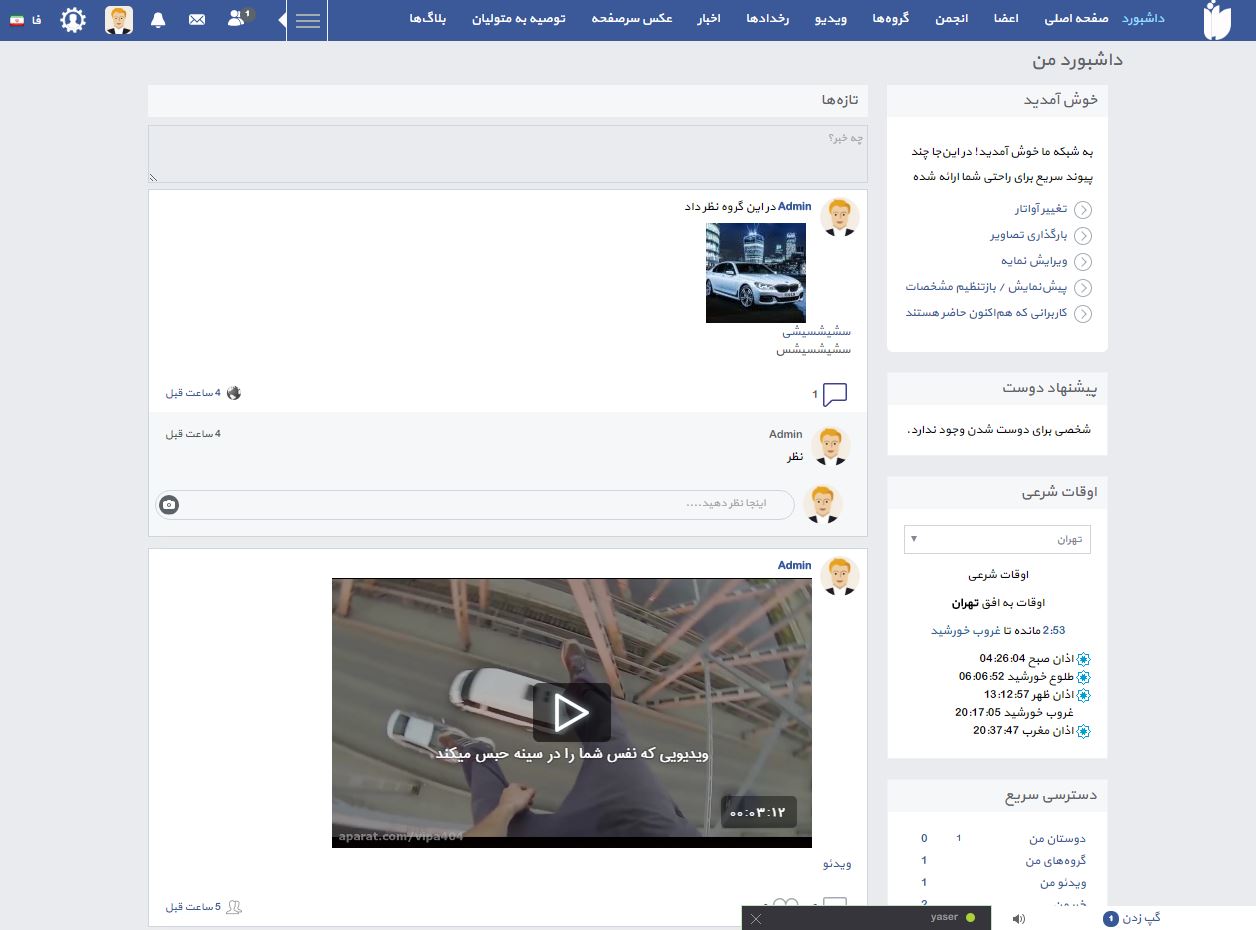 داشبورد
صفحه اصلی
اعضا
انجمن
گروه‌ها
ویدیو
رخدادها
اخبار
عکس سرصفحه
توصیه به متولیان
بلاگ‌ها
1
فا
داشبورد من
خوش آمدید
به شبکه ما خوش آمدید! در این‌جا چند
پیوند سریع برای راحتی شما ارائه شده
تغییر آواتار
بارگذاری تصاویر
ویرایش نمایه
پیش‌نمایش / بازتنظیم مشخصات
کاربرانی که هم‌اکنون حاضر هستند
پیشنهاد دوست
شخصی برای دوست شدن وجود ندارد.
اوقات شرعی
تهران
اوقات شرعی
اوقات به افق تهران
2:53 مانده تا غروب خورشید
اذان صبح 04:26:04
طلوع خورشید 06:06:52
اذان ظهر 13:12:57
غروب خورشید 20:17:05
اذان مغرب 20:37:47
دسترسی سریع
دوستان من 1 0
گروه‌های من 1
ویدئو من 1
تازه‌ها
چه خبر؟
Admin در این گروه نظر داد
سشیشسیشی
سشیشسیشس
1
4 ساعت قبل
Admin
4 ساعت قبل
نظر
اینجا نظر دهید....
Admin
ویدیویی که نفس شما را در سینه حبس میکند
۰۰:۰۳:۱۲
aparat.com/vipa404
ویدئو
5 ساعت قبل
yaser
گپ زدن 1